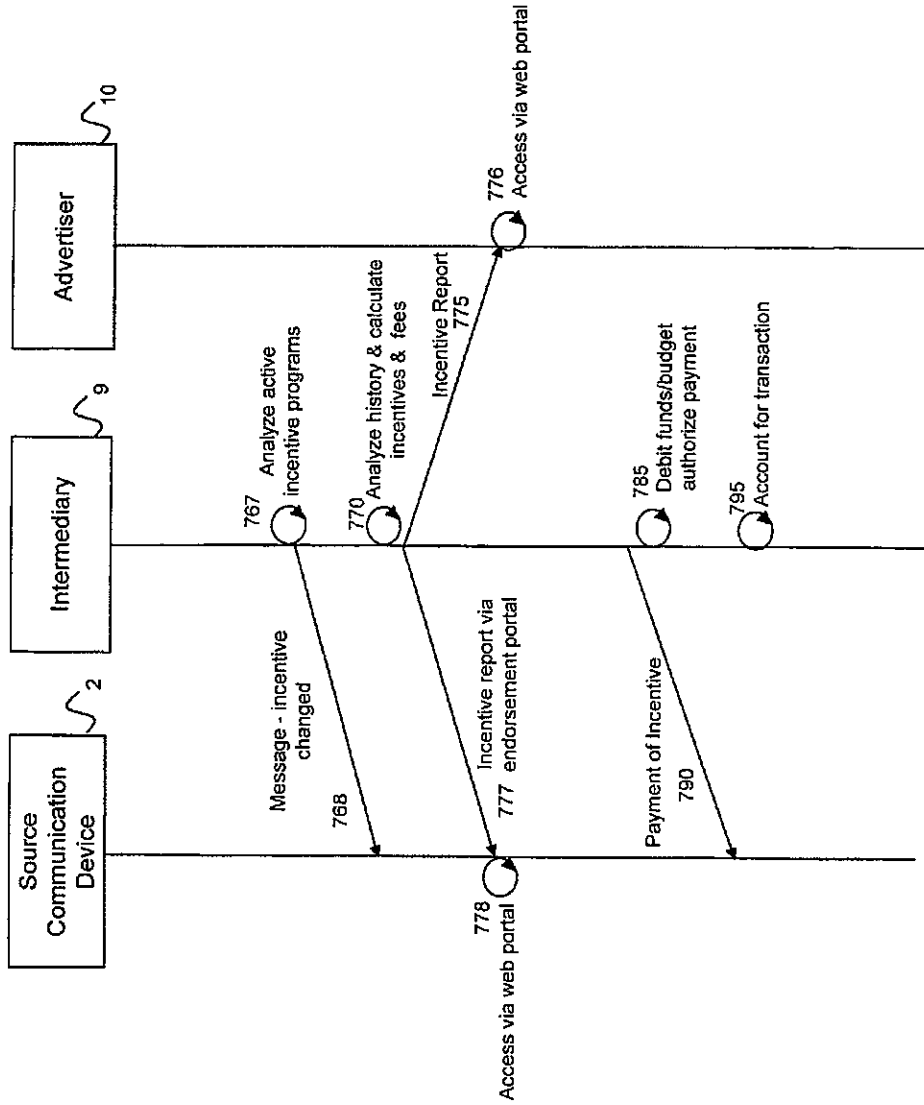 Source
Communication
Device
2
Intermediary
9
Advertiser
10
767
Analyze active
incentive programs
Message - incentive
changed
768
770
Analyze history & calculate
incentives & fees
Incentive Report
775
776
Access via web portal
Incentive report via
777 endorsement portal
778
Access via web portal
785
Debit funds/budget
authorize payment
Payment of Incentive
790
795
Account for transaction